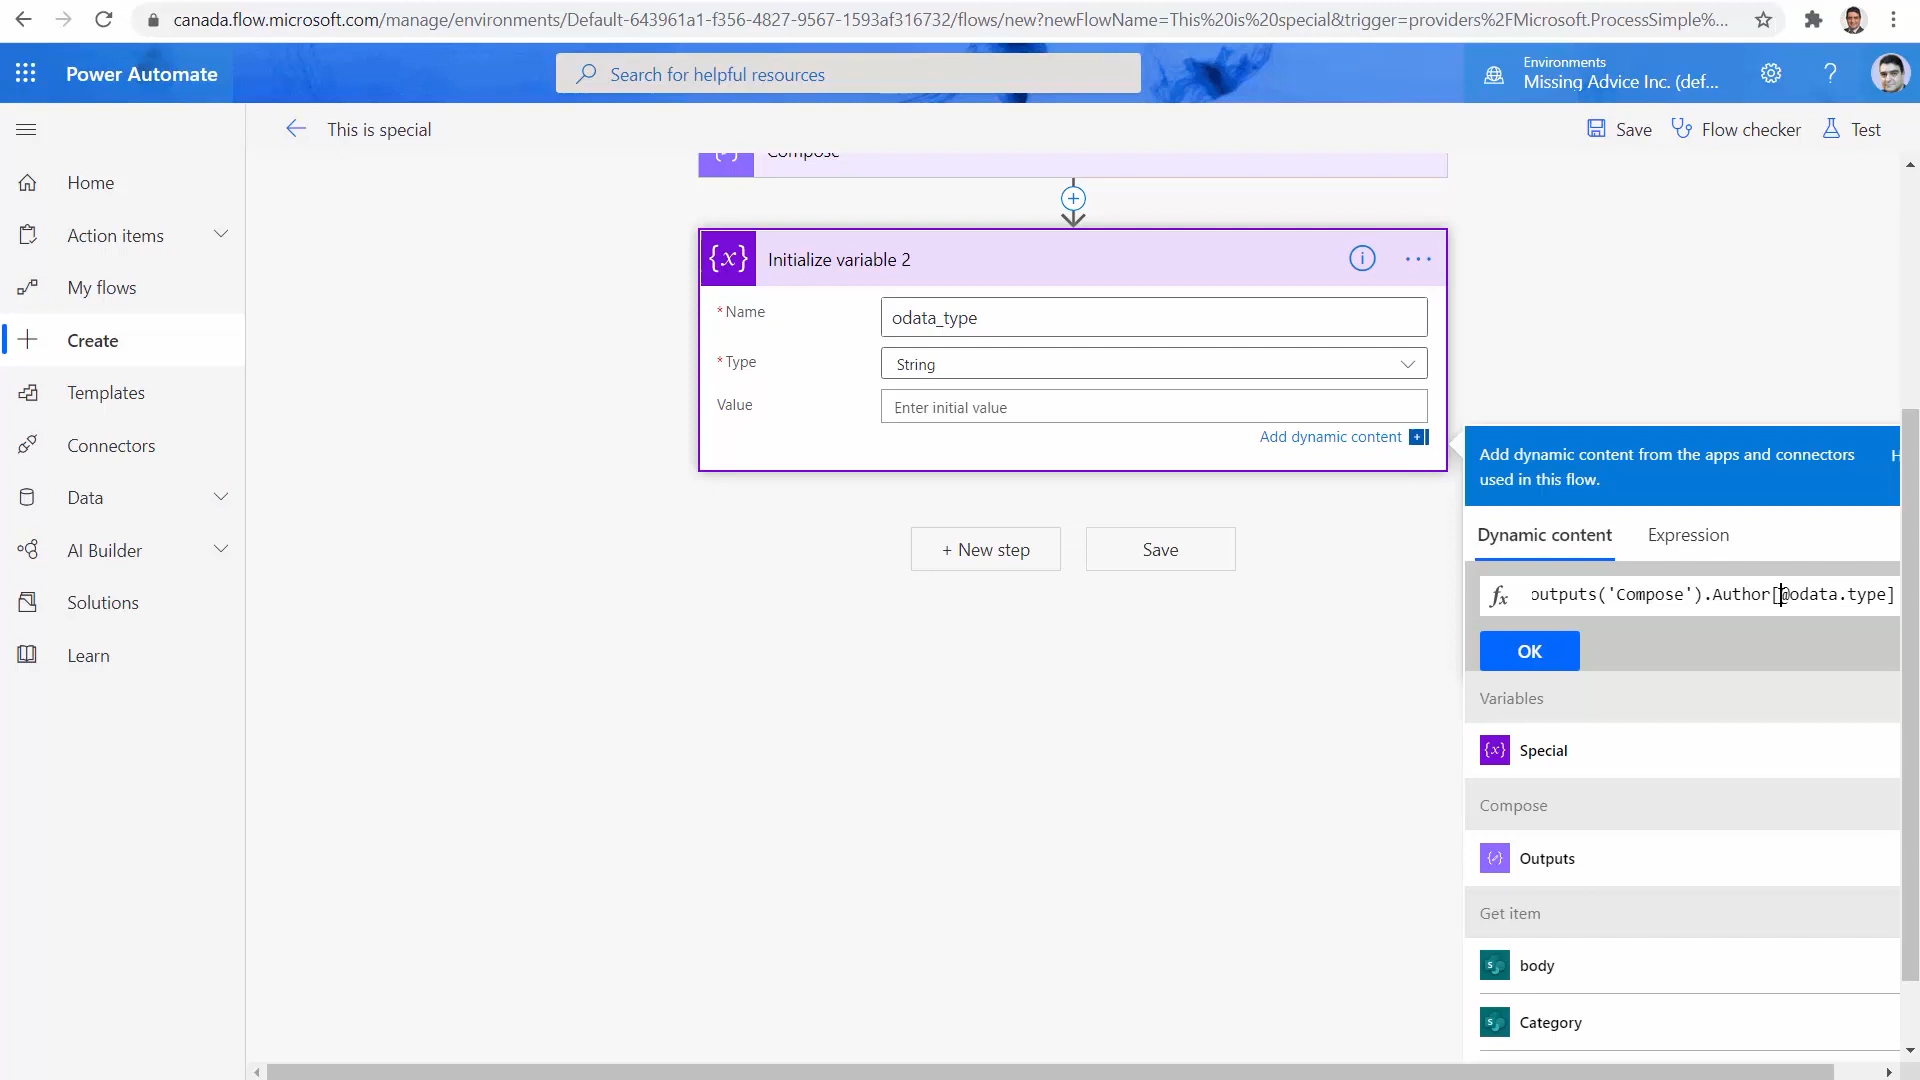 canada.flow.microsoft.com/manage/environments/Default-643961a1-f356-4827-9567-1593af316732/flows/new?newFlowName=This%20is%20special&trigger=providers%2FMicrosoft.ProcessSimple%...
Power Automate
Search for helpful resources
Environments
Missing Advice Inc. (def...
?
This is special
Save
Flow checker
Test
Home
Action items
My flows
Create
Templates
Connectors
Data
AI Builder
Solutions
Learn
Compose
{x} Initialize variable 2
* Name
odata_type
* Type
String
Value
Enter initial value
Add dynamic content
+ New step
Save
Add dynamic content from the apps and connectors
used in this flow.
H
Dynamic content
Expression
fx outputs('Compose').Author[@odata.type]
OK
Variables
{x} Special
Compose
Outputs
Get item
S body
S Category